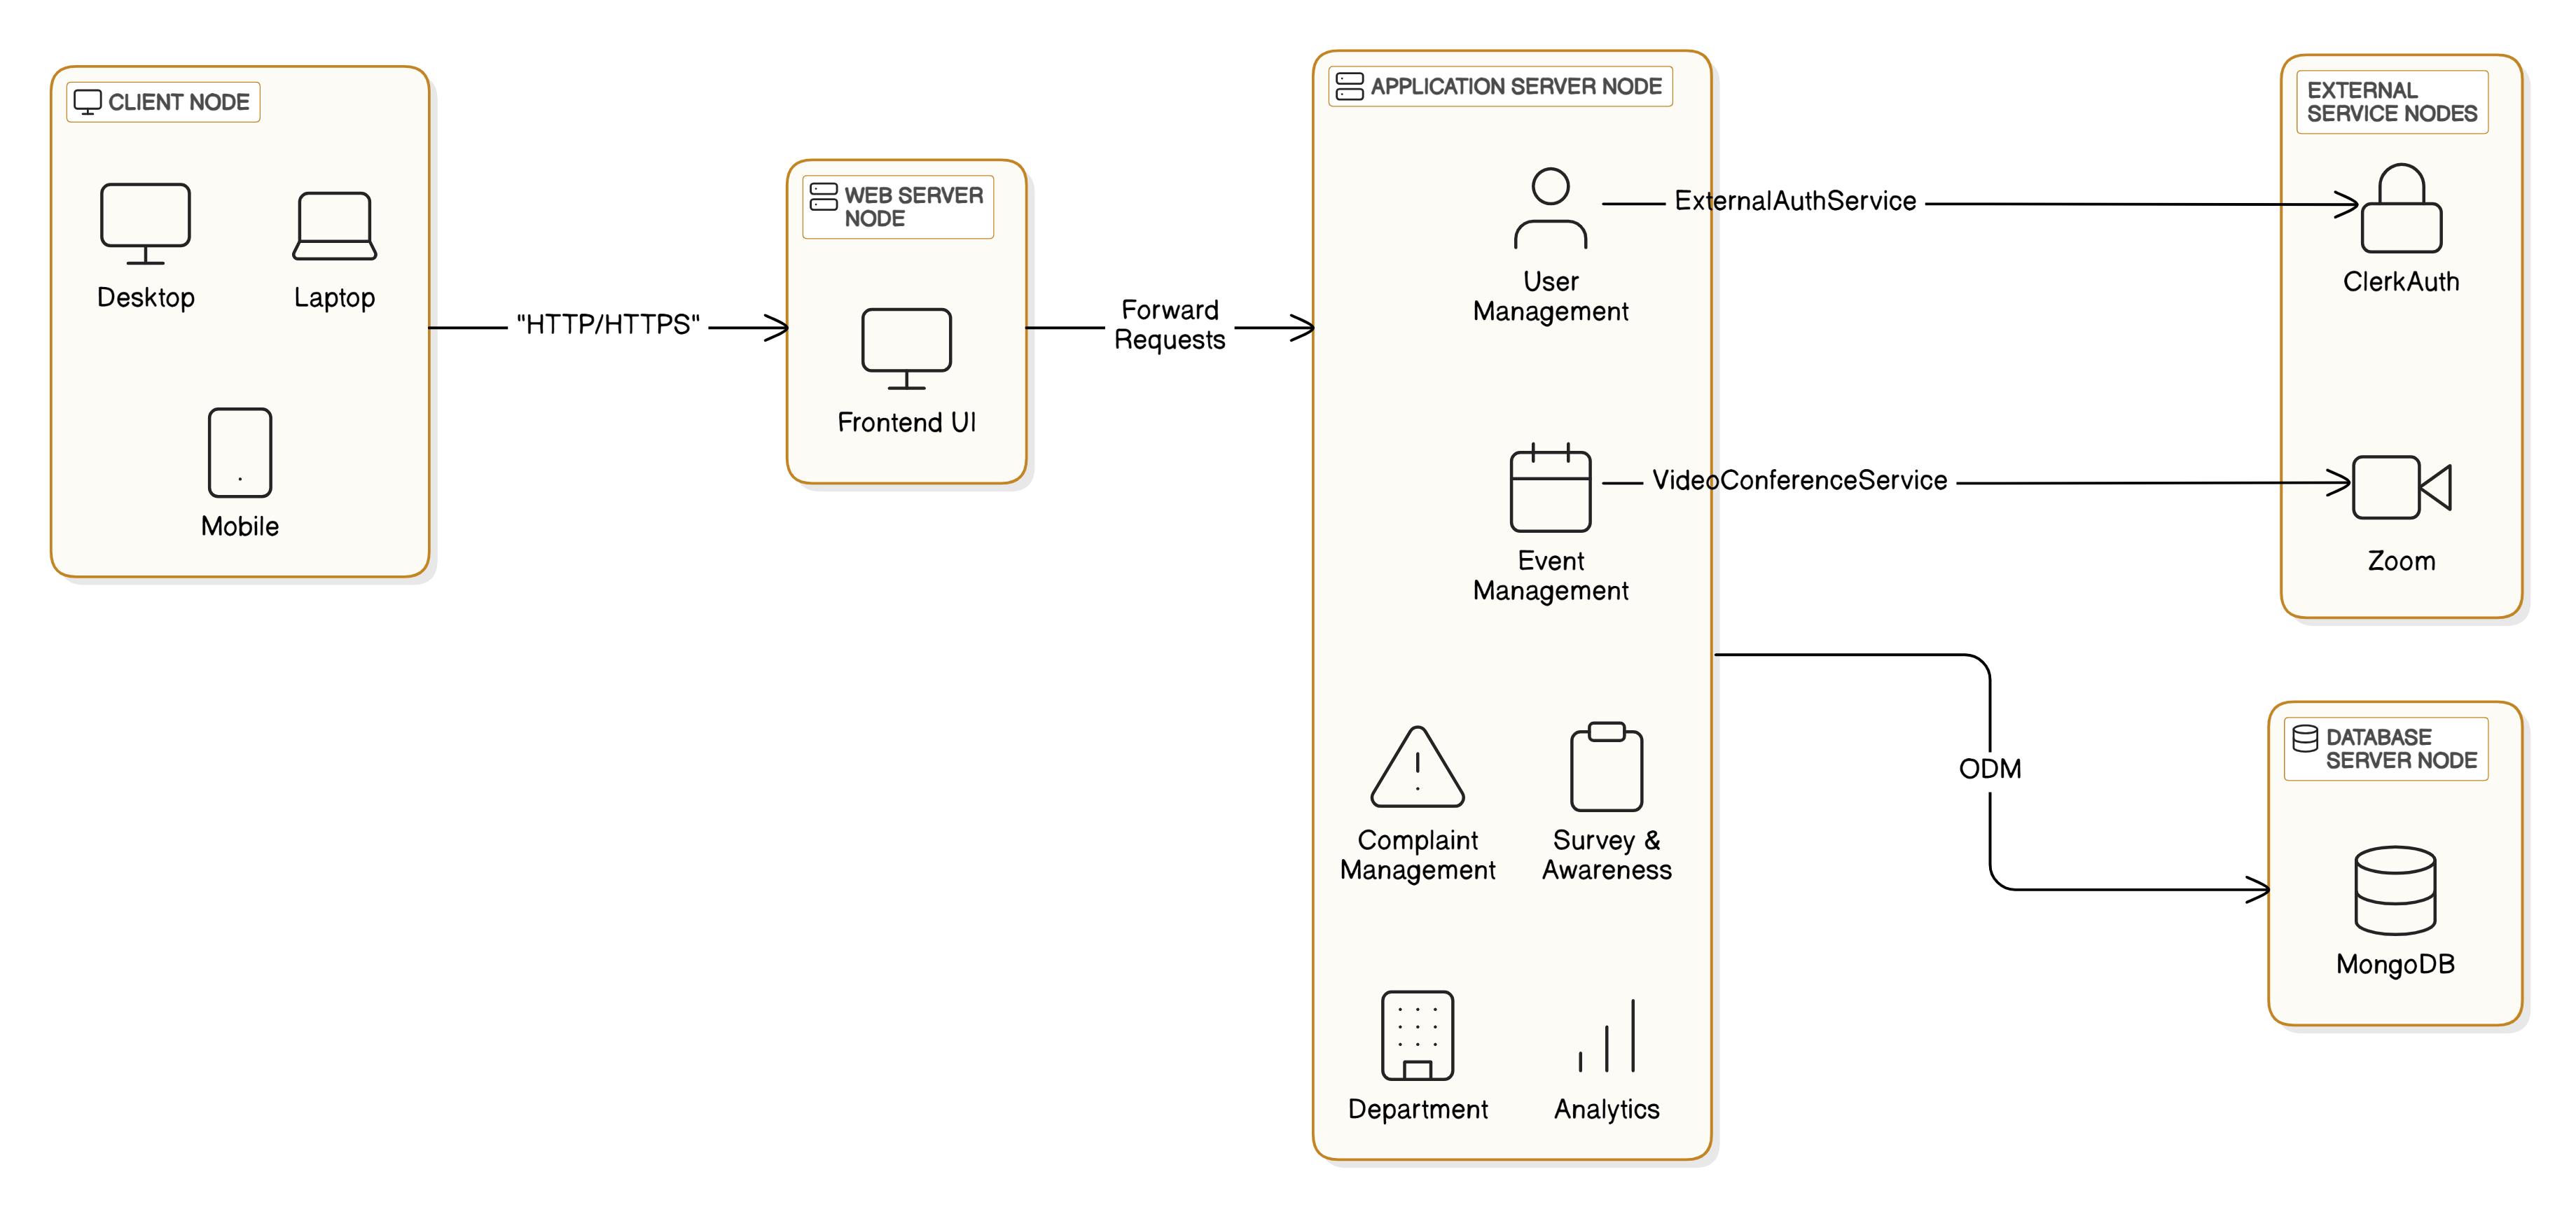 CLIENT NODE
Desktop
Laptop
Mobile
"HTTP/HTTPS"
WEB SERVER
NODE
Frontend UI
Forward
Requests
APPLICATION SERVER NODE
User
Management
ExternalAuthService
Event
Management
VideoConferenceService
Complaint
Management
Survey &
Awareness
Department
Analytics
EXTERNAL
SERVICE NODES
ClerkAuth
Zoom
ODM
DATABASE
SERVER NODE
MongoDB